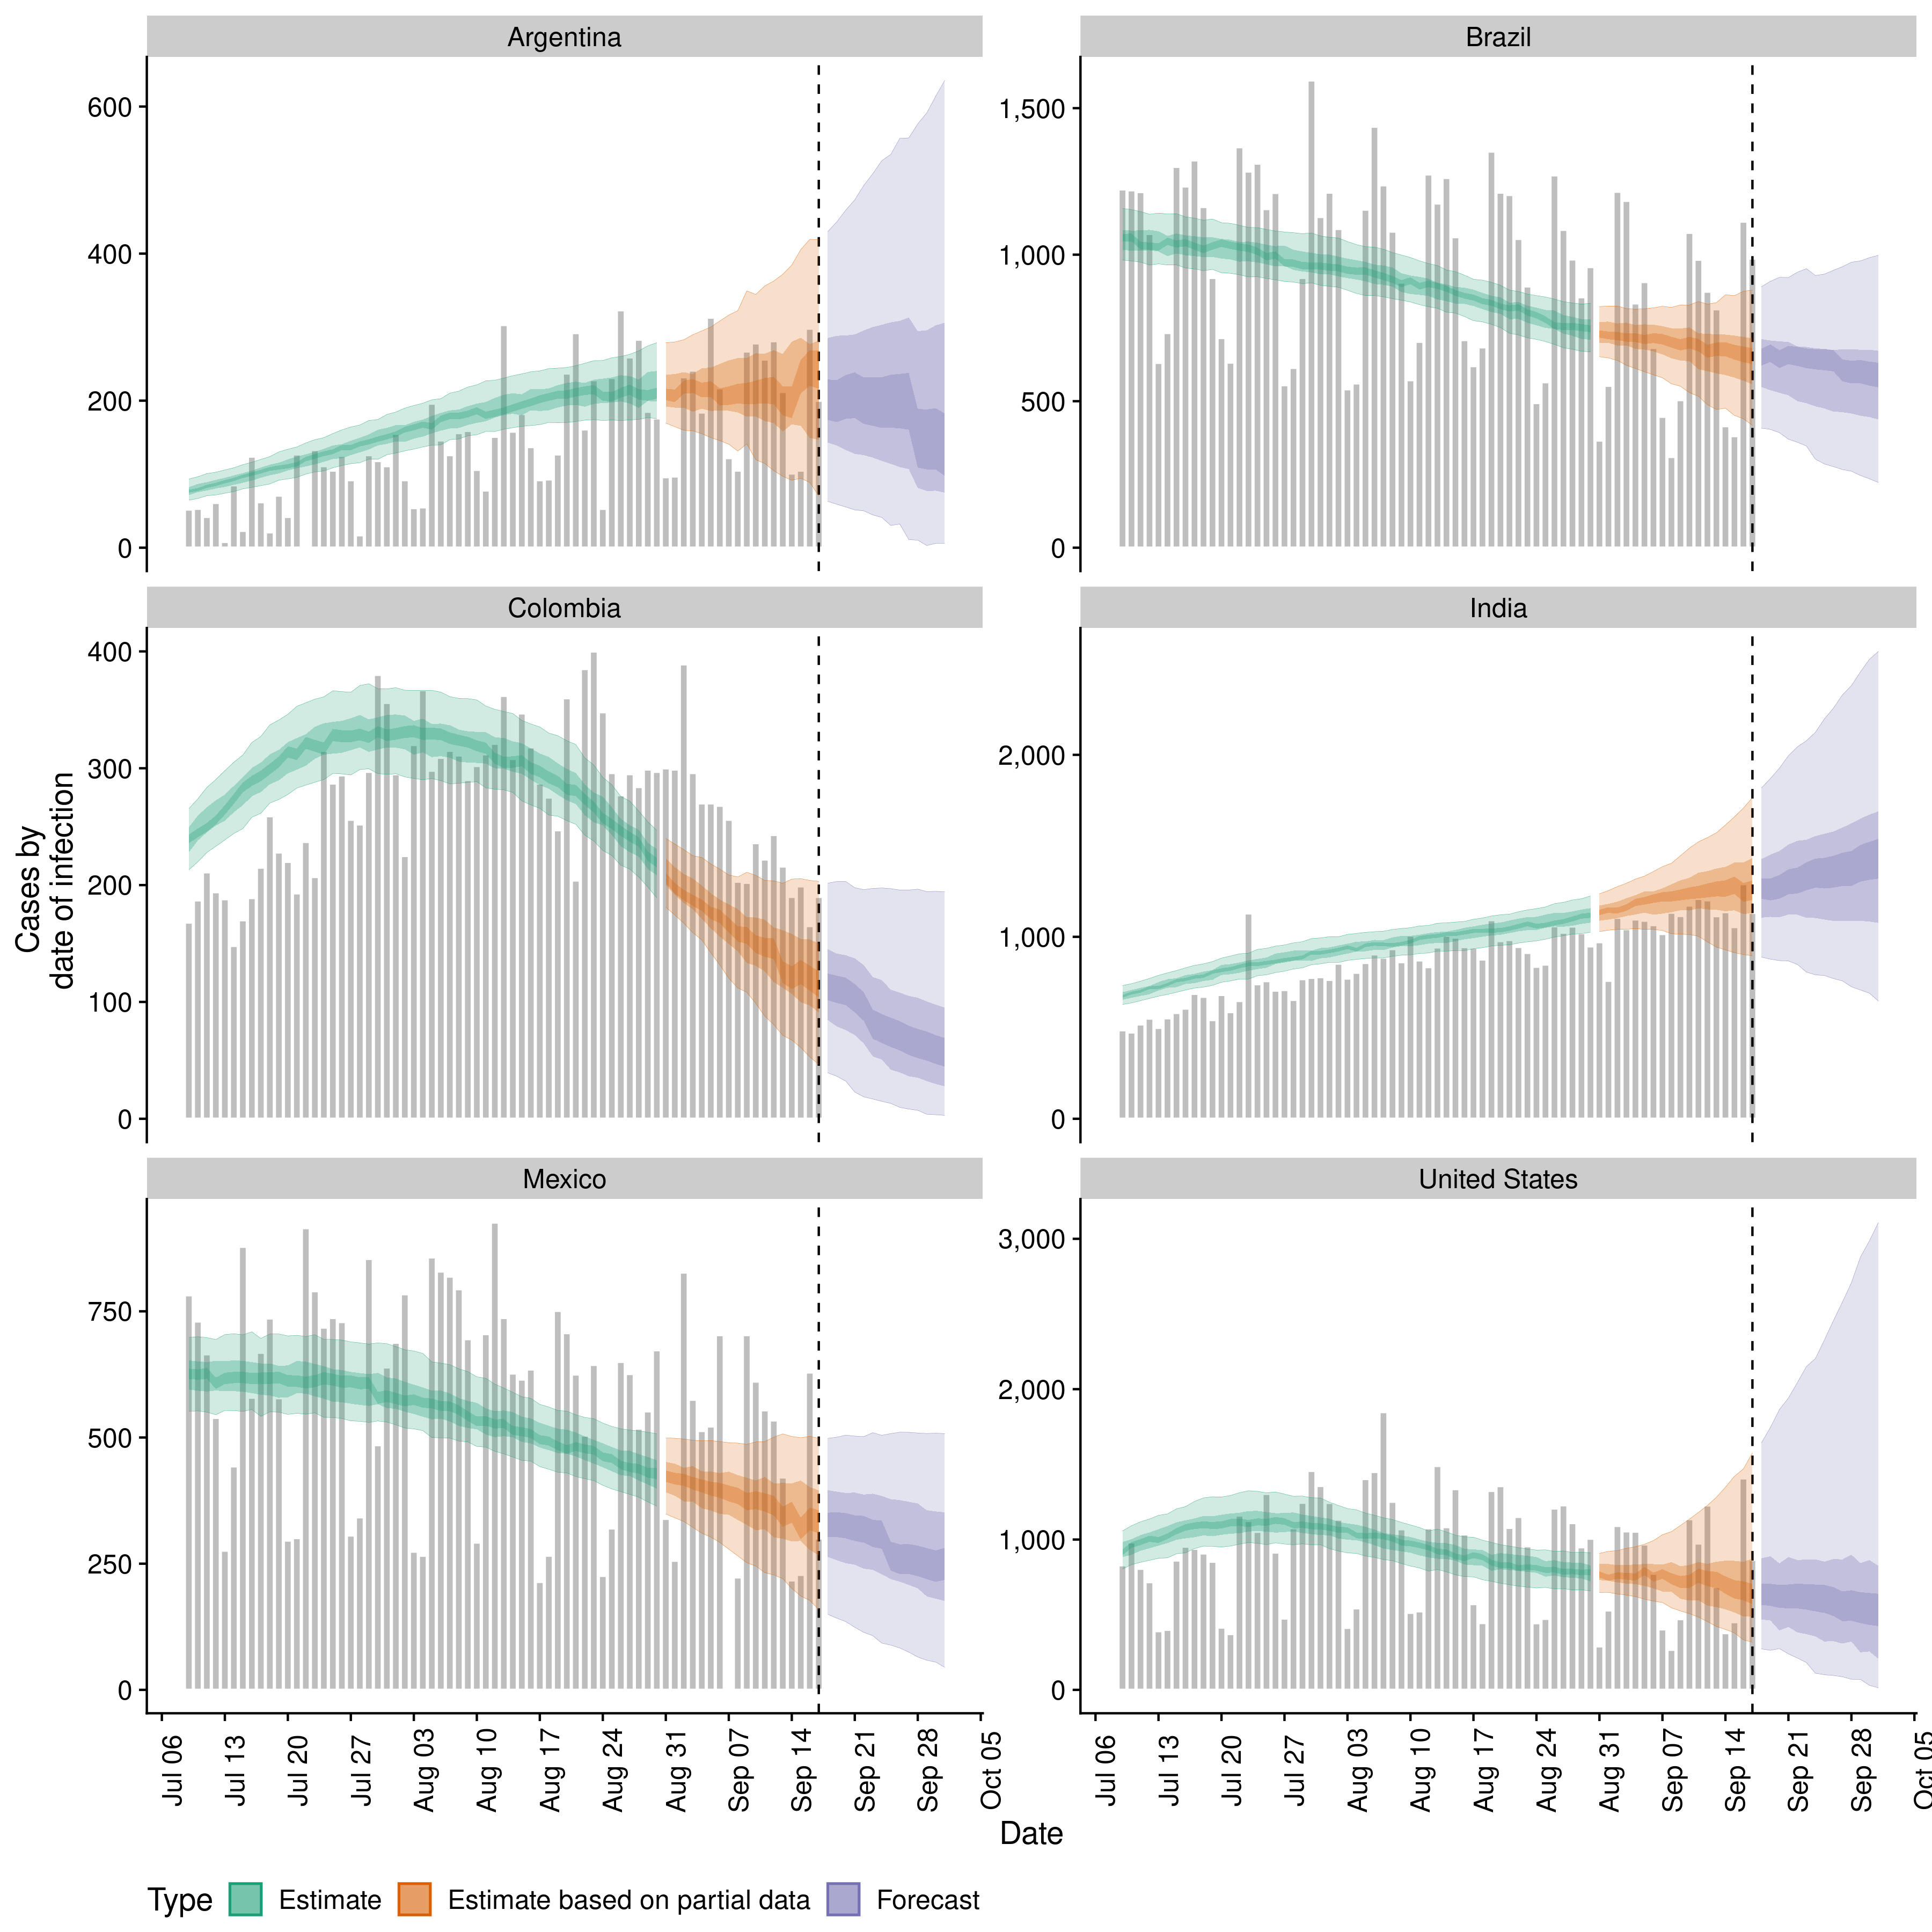 Argentina
Brazil
600
400
200
0
1,500
1,000
500
0
Colombia
India
400
300
200
100
0
2,000
1,000
0
Cases by
date of infection
Mexico
United States
750
500
250
0
3,000
2,000
1,000
0
Jul 06
Jul 13
Jul 20
Jul 27
Aug 03
Aug 10
Aug 17
Aug 24
Aug 31
Sep 07
Sep 14
Sep 21
Sep 28
Oct 05
Jul 06
Jul 13
Jul 20
Jul 27
Aug 03
Aug 10
Aug 17
Aug 24
Aug 31
Sep 07
Sep 14
Sep 21
Sep 28
Oct 05
Date
Type Estimate Estimate based on partial data Forecast